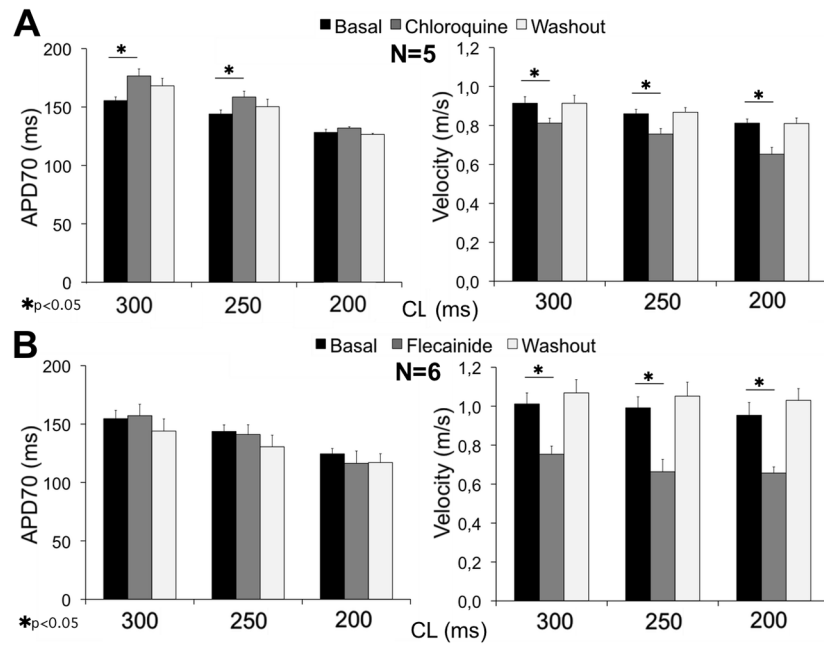 A
Basal Chloroquine Washout
N=5
APD70 (ms)
200
150
100
50
0
* *
300 250 200
*p<0.05
CL (ms)
Velocity (m/s)
1,2
1,0
0,8
0,6
0,4
0,2
0,0
* * *
300 250 200
B
Basal Flecainide Washout
N=6
APD70 (ms)
200
150
100
50
0
300 250 200
*p<0.05
CL (ms)
Velocity (m/s)
1,2
1,0
0,8
0,6
0,4
0,2
0,0
* * *
300 250 200